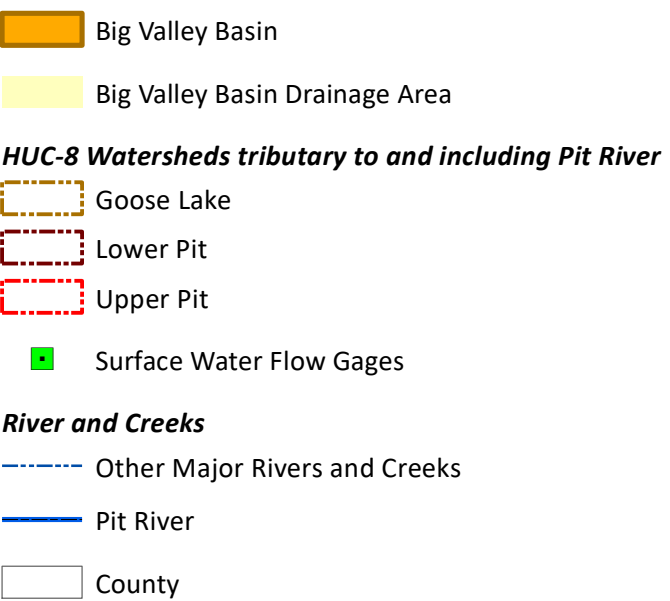 Big Valley Basin
Big Valley Basin Drainage Area
HUC-8 Watersheds tributary to and including Pit River
Goose Lake
Lower Pit
Upper Pit
Surface Water Flow Gages
River and Creeks
Other Major Rivers and Creeks
Pit River
County